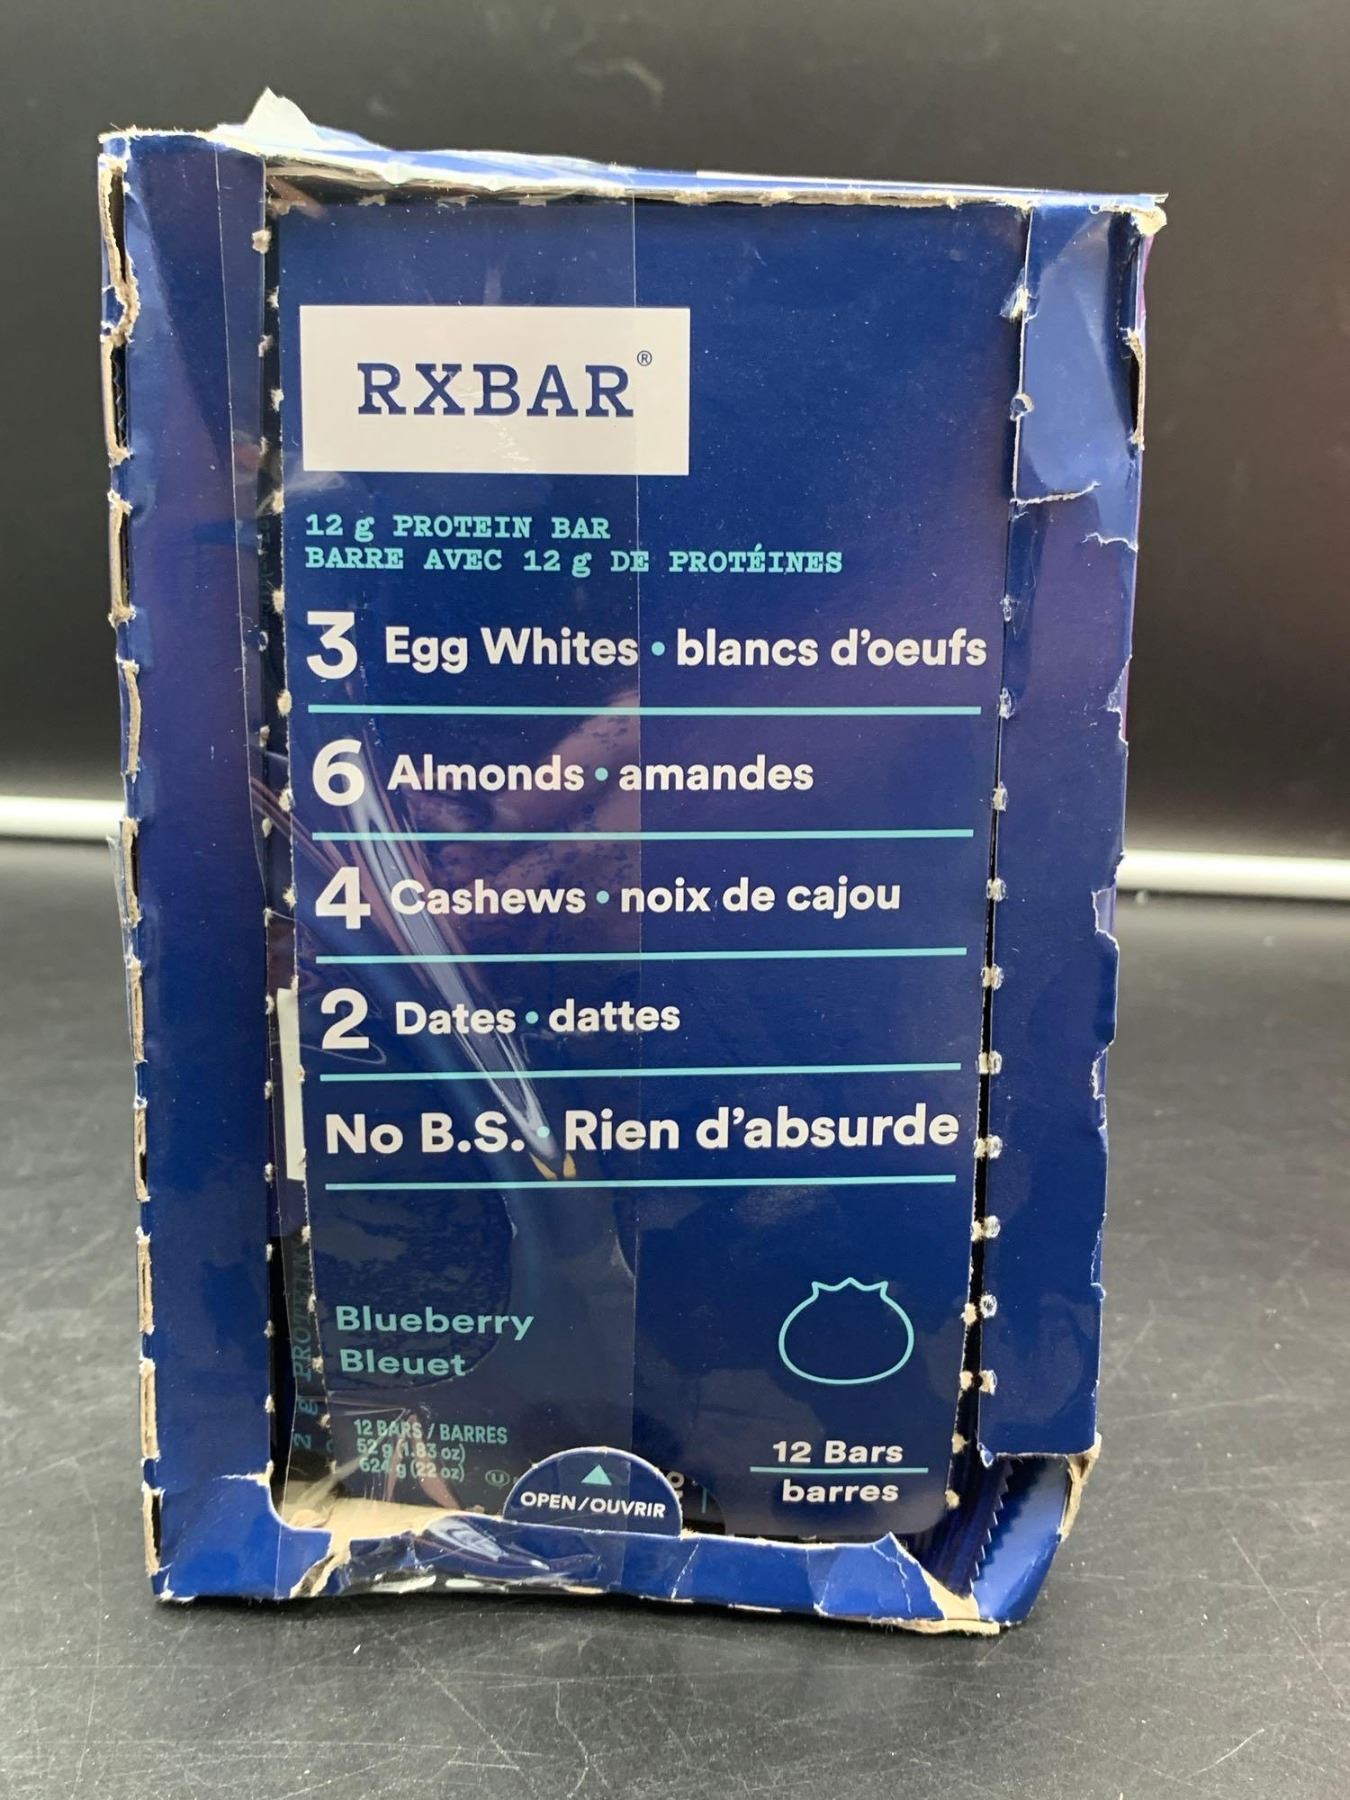 RXBAR®
12 g PROTEIN BAR
BARRE AVEC 12 g DE PROTÉINES
3 Egg Whites • blancs d'oeufs
6 Almonds • amandes
4 Cashews • noix de cajou
2 Dates • dattes
No B.S. • Rien d'absurde
Blueberry
Bleuet
12 BARS / BARRES
52 g (1.83 oz)
624 g (22 oz)
U
OPEN/OUVRIR
12 Bars
barres